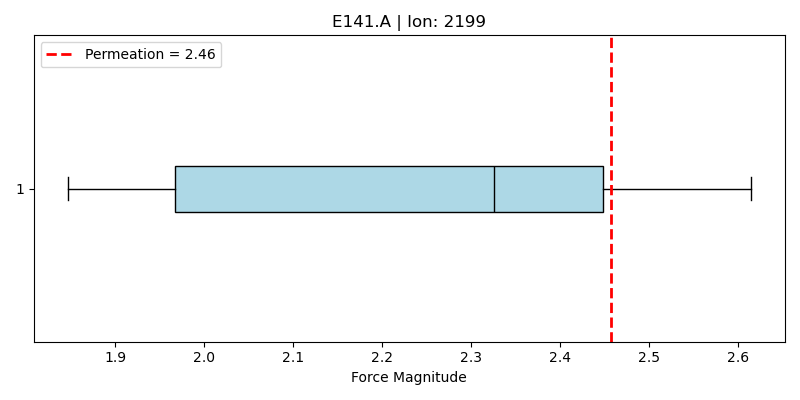 E141.A | Ion: 2199
Permeation = 2.46
1
1.9 2.0 2.1 2.2 2.3 2.4 2.5 2.6
Force Magnitude